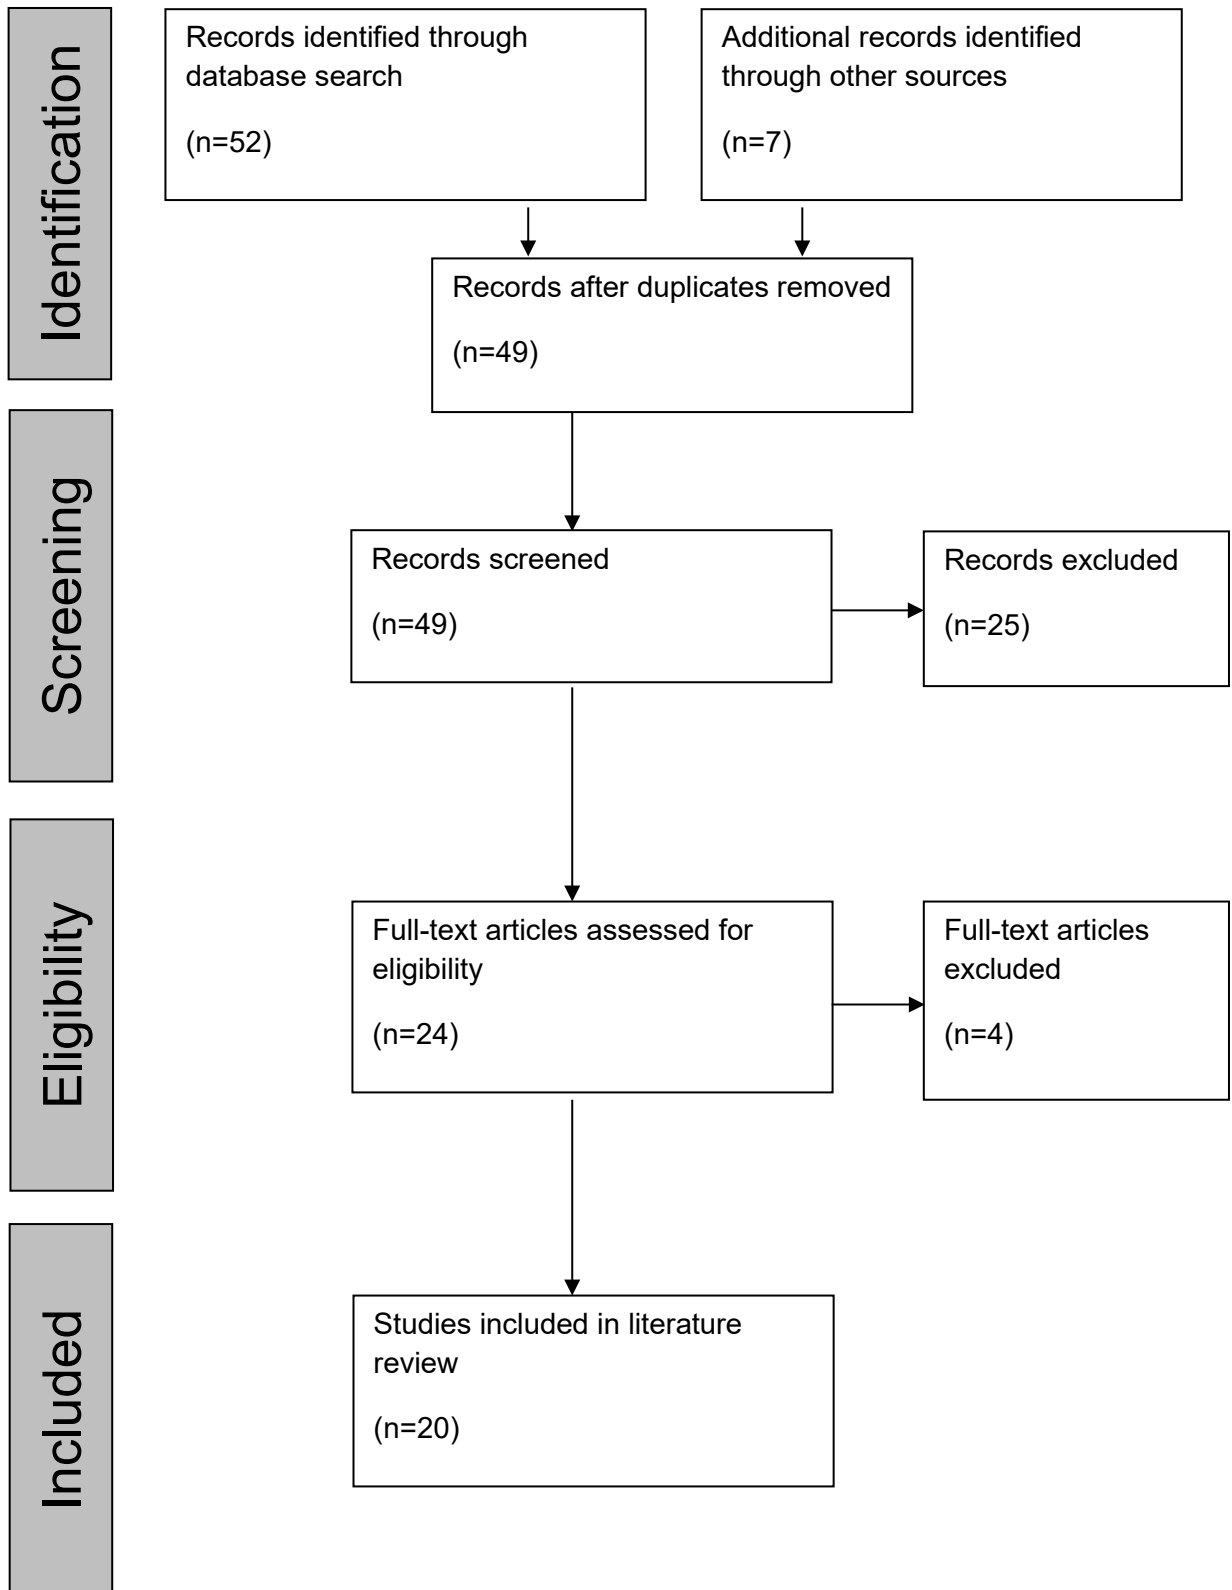 Identification
Records identified through
database search
(n=52)
Additional records identified
through other sources
(n=7)
Records after duplicates removed
(n=49)
Screening
Records screened
(n=49)
Records excluded
(n=25)
Eligibility
Full-text articles assessed for
eligibility
(n=24)
Full-text articles
excluded
(n=4)
Included
Studies included in literature
review
(n=20)